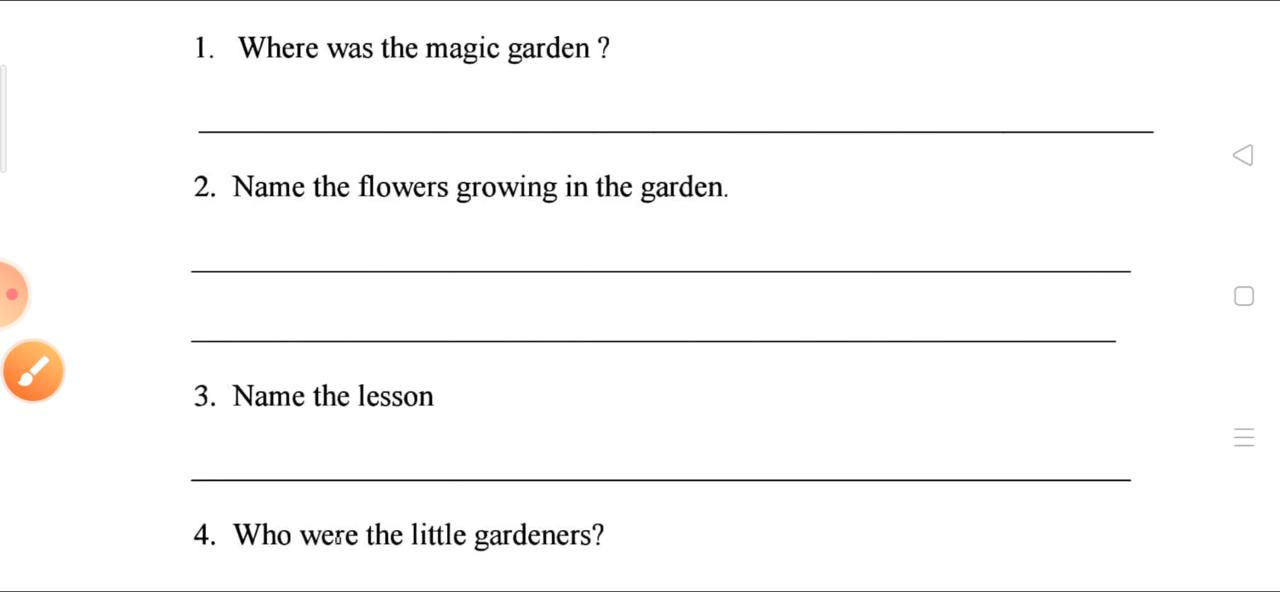 1. Where was the magic garden ?
2. Name the flowers growing in the garden.
3. Name the lesson
4. Who were the little gardeners?